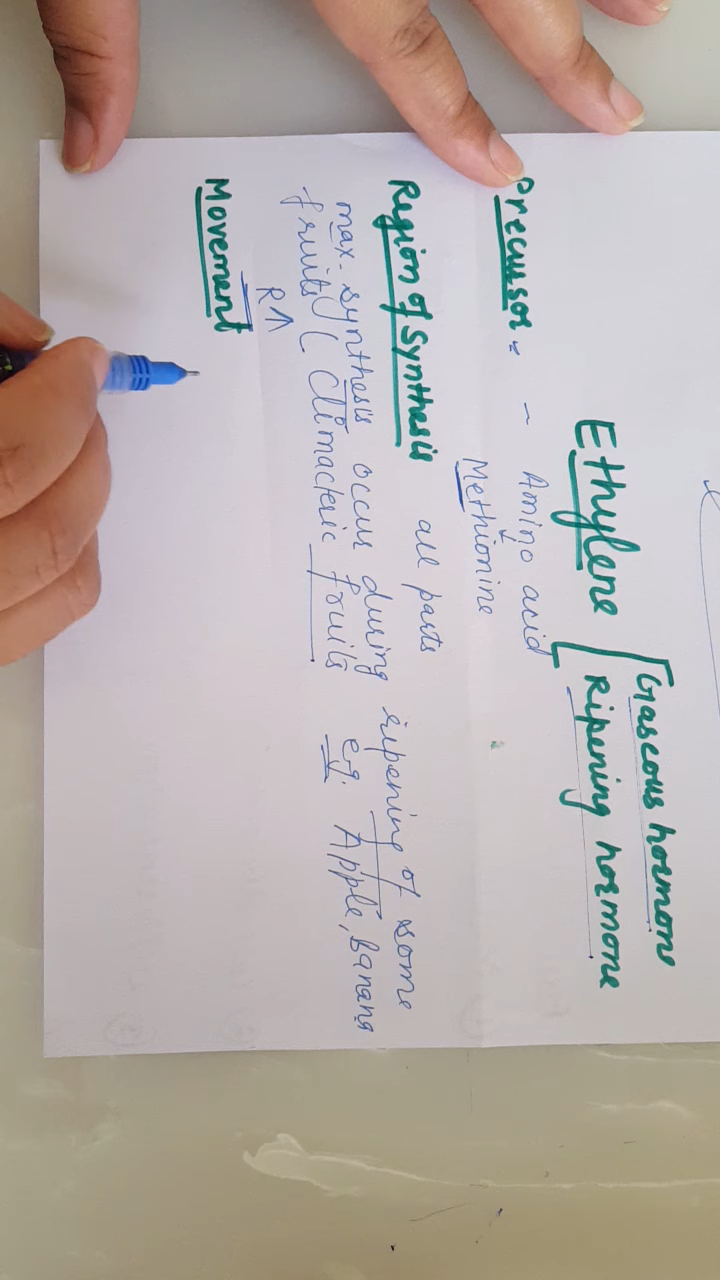 Ethylene [ Gaseous hormone
Ripening hormone
Precursor - - Amino acid
Methionine
Region of Synthesis all parts
max. synthesis occur during ripening of some
fruits ( Climacteric fruits eg. Apple, Banana
R↑
Movement